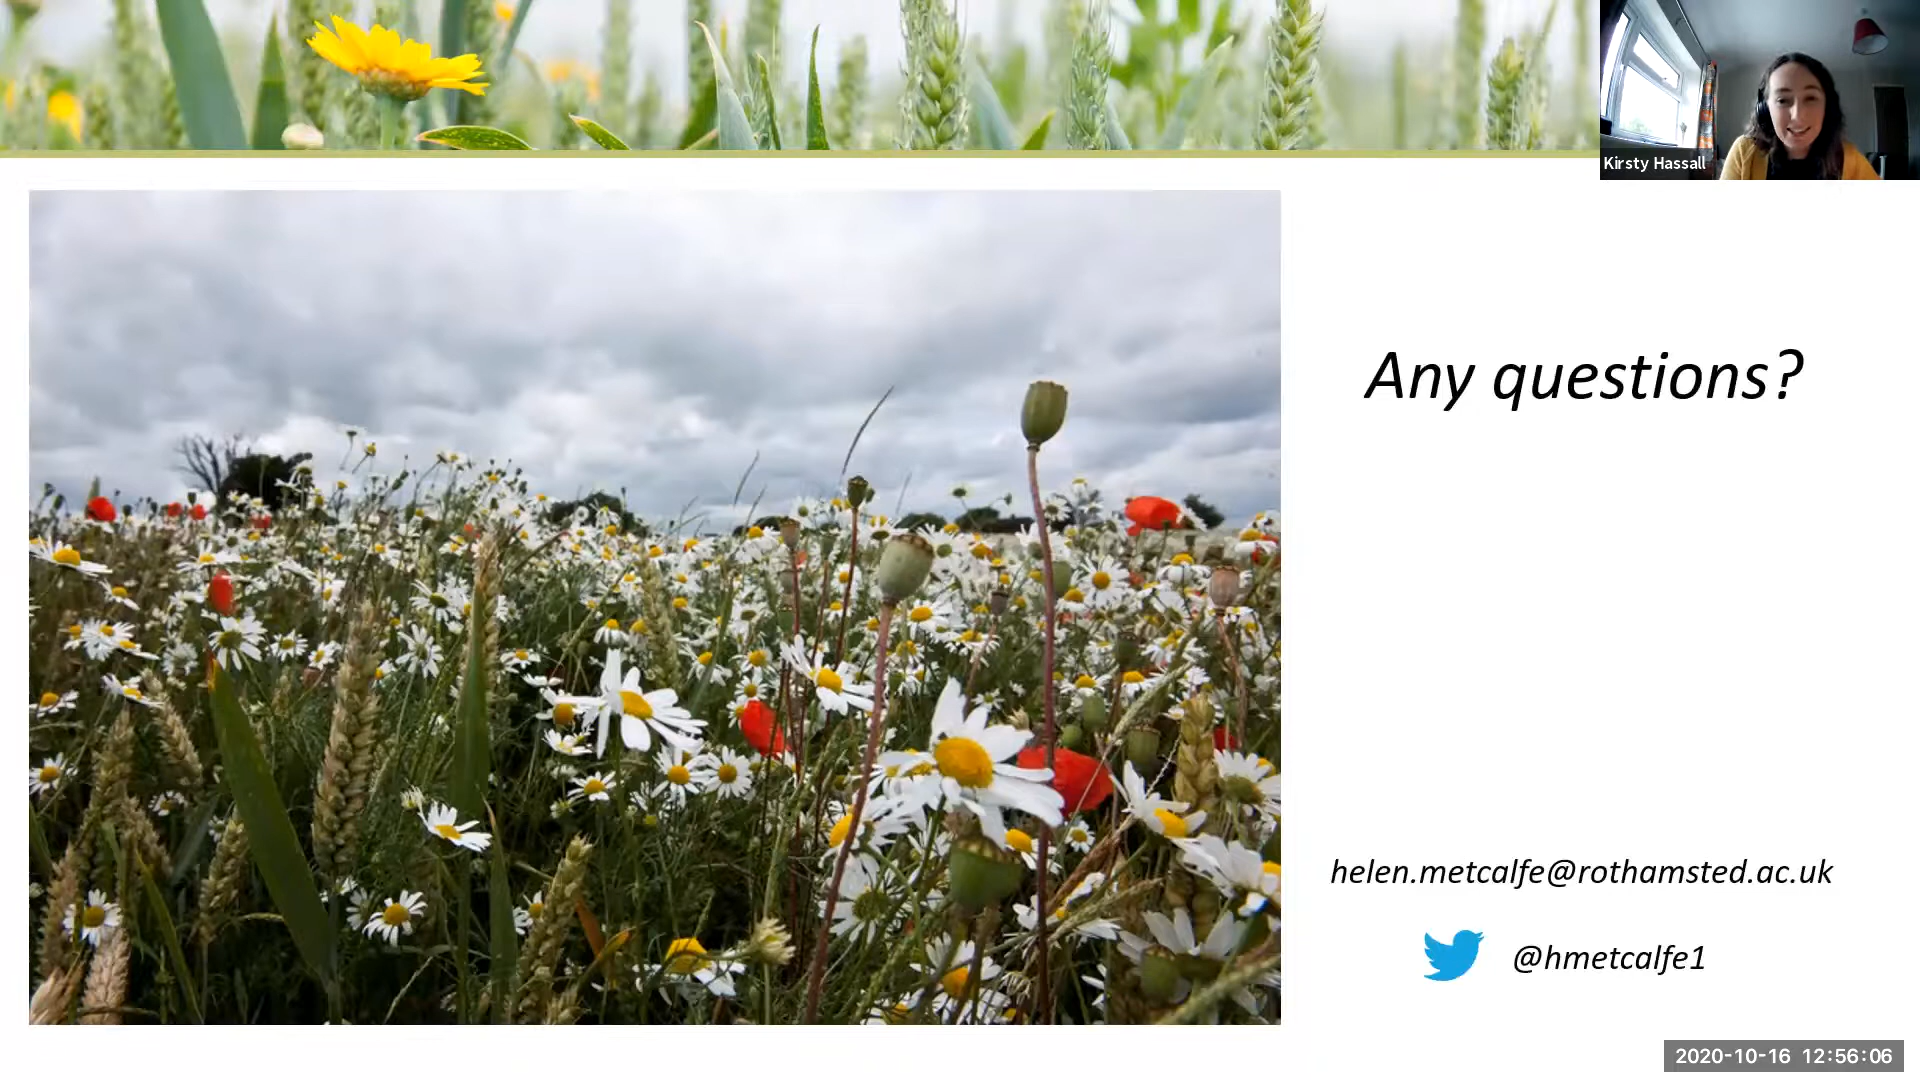 Kirsty Hassall
Any questions?
helen.metcalfe@rothamsted.ac.uk
@hmetcalfe1
2020-10-16 12:56:06